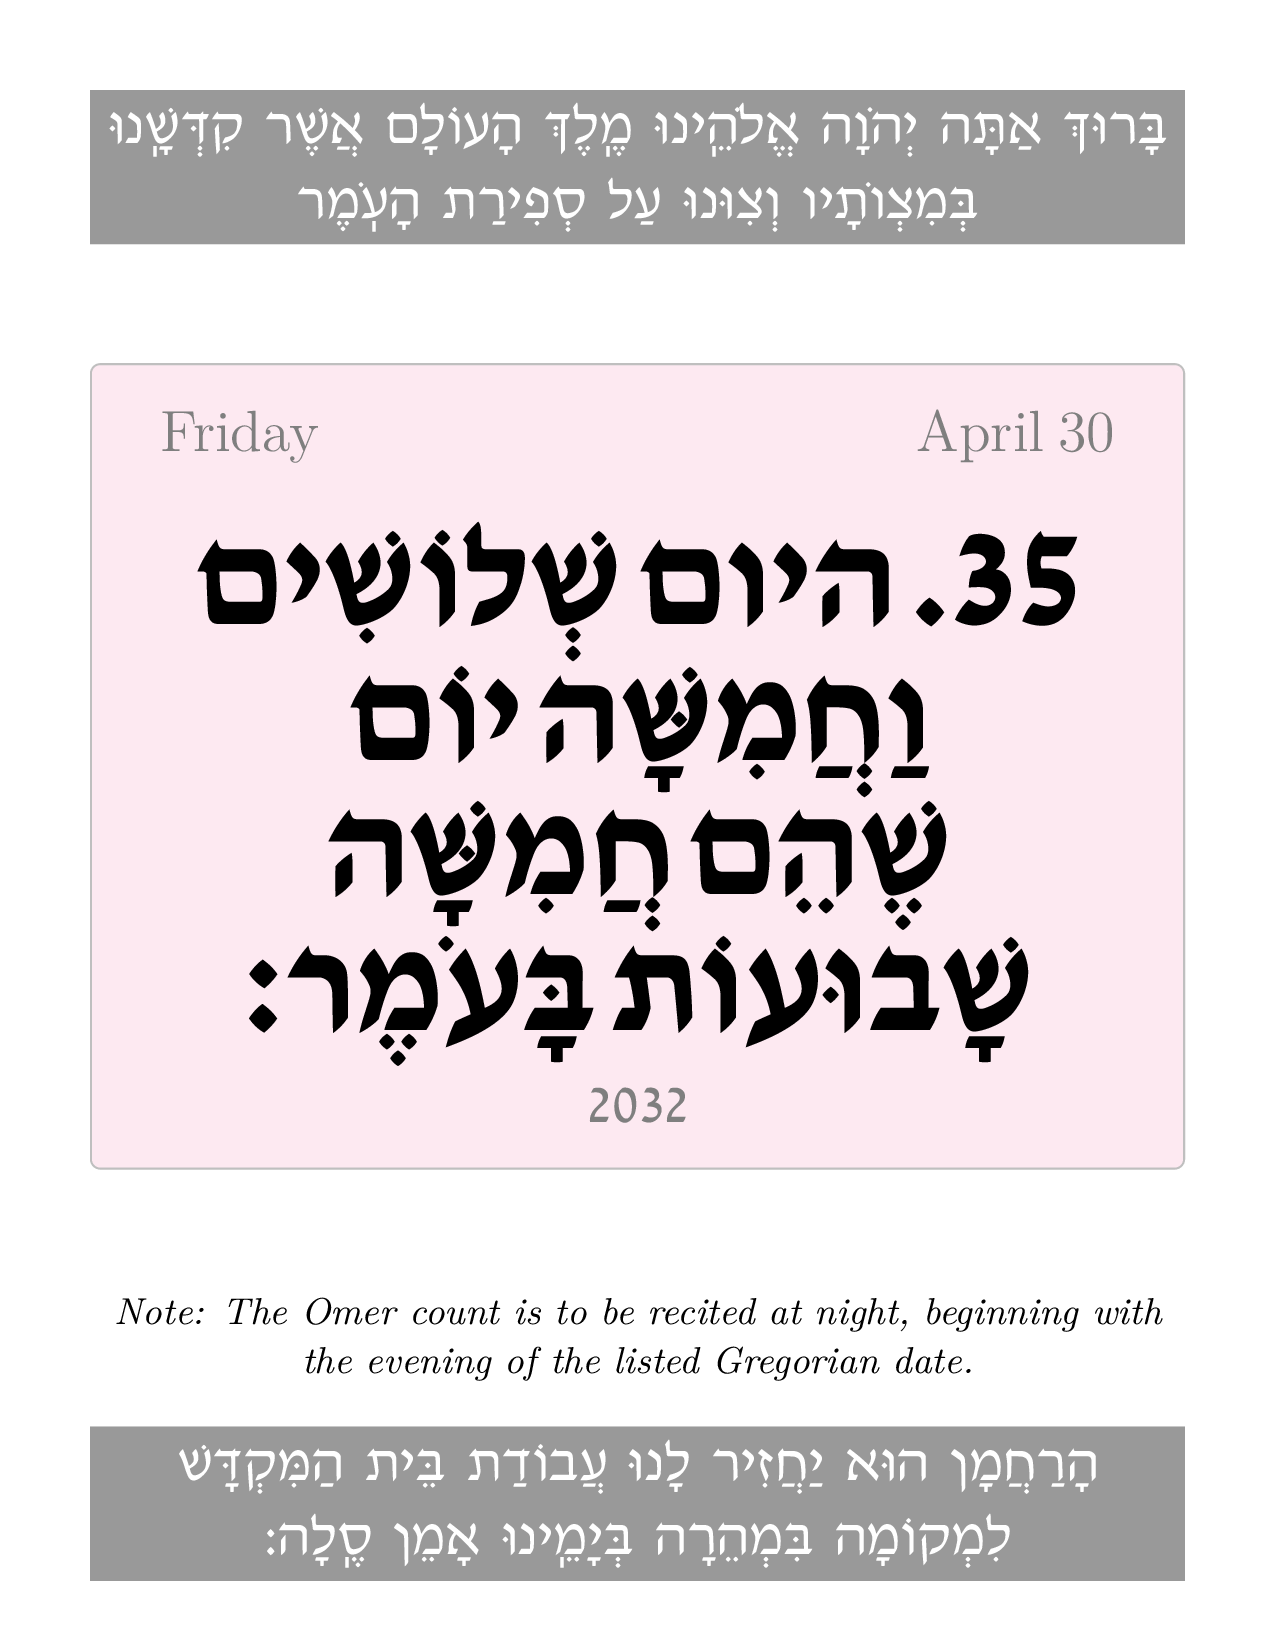 בָּרוּךְ אַתָּה יְהֹוָה אֱלֹהֵֽינוּ מֶֽלֶךְ הָעוֹלָם אֲשֶׁר קִדְּשָֽׁנוּ
בְּמִצְוֹתָיו וְצִוּנוּ עַל סְפִירַת הָעֽוֹמֶר
Friday April 30
35. היום שְׁלוֹשִׁים
וַחֲמִשָּׁה יוֹם
שֶׁהֵם חֲמִשָּׁה
שָׁבוּעוֹת בָּעֹמֶר:
2032
Note: The Omer count is to be recited at night, beginning with
the evening of the listed Gregorian date.
הָרַחֲמָן הוּא יַחֲזִיר לָנוּ עֲבוֹדַת בֵּית הַמִּקְדָּשׁ
לִמְקוֹמָה בִּמְהֵרָה בְּיָמֵֽינוּ אָמֵן סֶֽלָה: